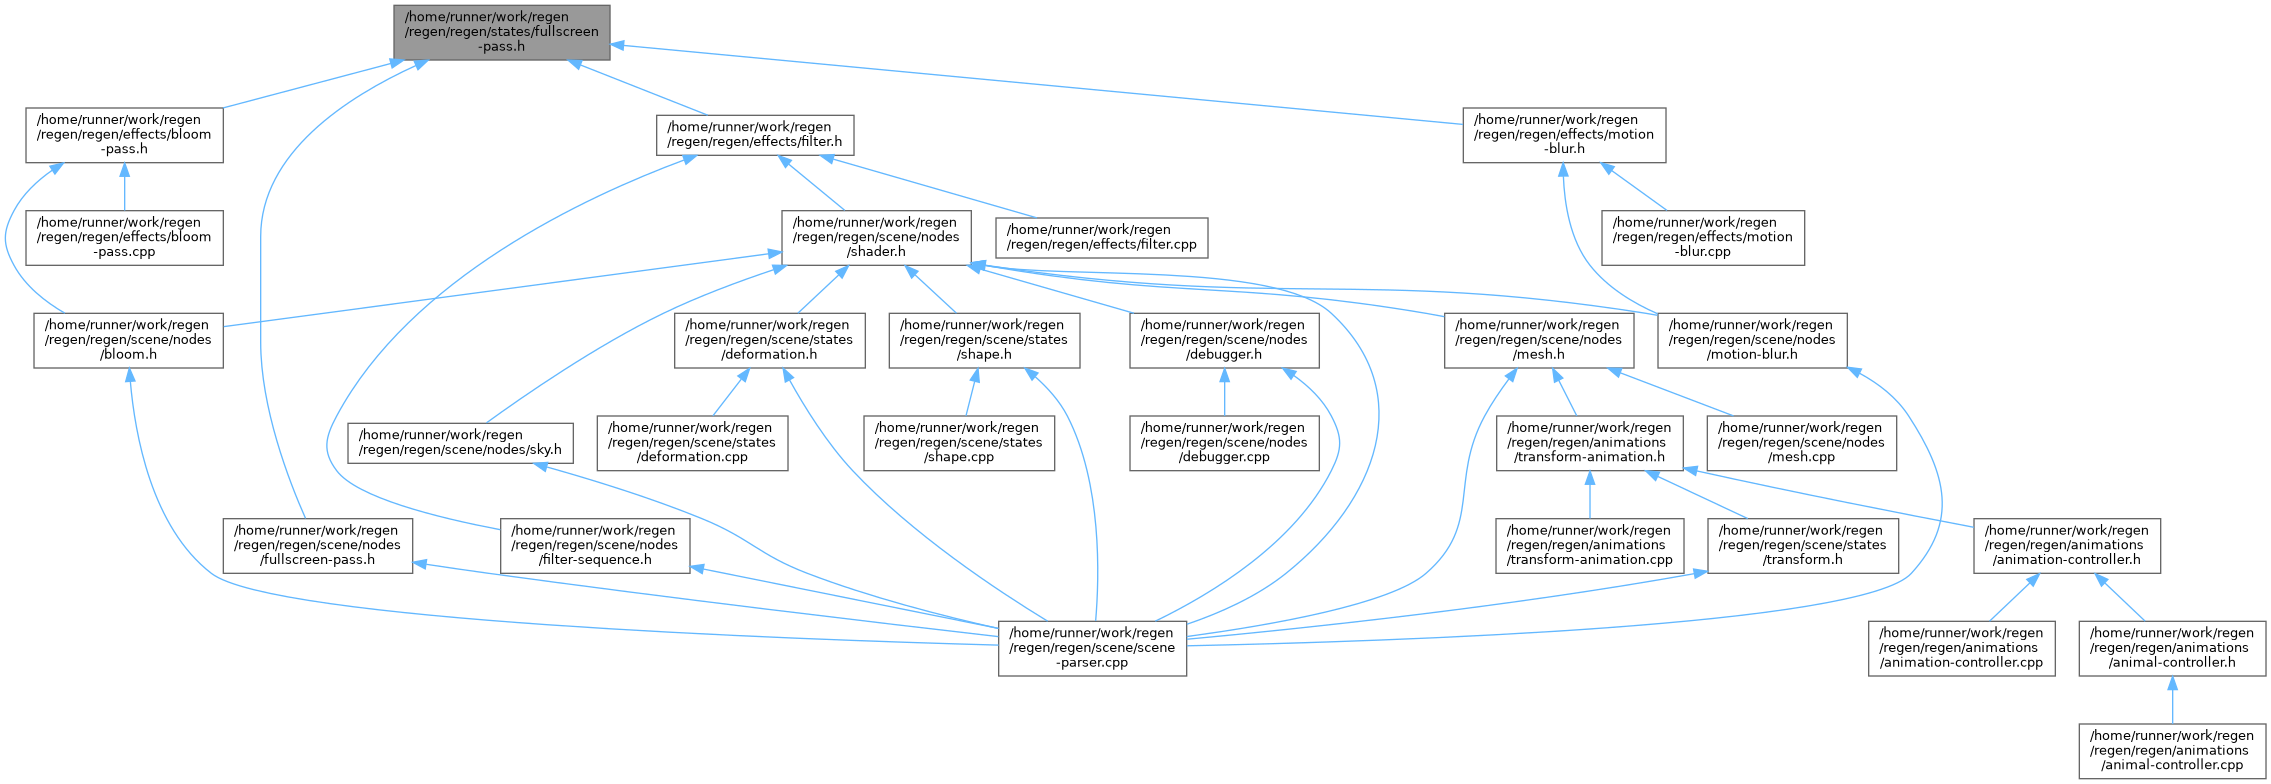 /home/runner/work/regen
/regen/regen/states/fullscreen
-pass.h
/home/runner/work/regen
/regen/regen/effects/bloom
-pass.h
/home/runner/work/regen
/regen/regen/effects/filter.h
/home/runner/work/regen
/regen/regen/effects/motion
-blur.h
/home/runner/work/regen
/regen/regen/effects/bloom
-pass.cpp
/home/runner/work/regen
/regen/regen/scene/nodes
/shader.h
/home/runner/work/regen
/regen/regen/effects/filter.cpp
/home/runner/work/regen
/regen/regen/effects/motion
-blur.cpp
/home/runner/work/regen
/regen/regen/scene/nodes
/bloom.h
/home/runner/work/regen
/regen/regen/scene/states
/deformation.h
/home/runner/work/regen
/regen/regen/scene/states
/shape.h
/home/runner/work/regen
/regen/regen/scene/nodes
/debugger.h
/home/runner/work/regen
/regen/regen/scene/nodes
/mesh.h
/home/runner/work/regen
/regen/regen/scene/nodes
/motion-blur.h
/home/runner/work/regen
/regen/regen/scene/nodes/sky.h
/home/runner/work/regen
/regen/regen/scene/states
/deformation.cpp
/home/runner/work/regen
/regen/regen/scene/states
/shape.cpp
/home/runner/work/regen
/regen/regen/scene/nodes
/debugger.cpp
/home/runner/work/regen
/regen/regen/animations
/transform-animation.h
/home/runner/work/regen
/regen/regen/scene/nodes
/mesh.cpp
/home/runner/work/regen
/regen/regen/scene/nodes
/fullscreen-pass.h
/home/runner/work/regen
/regen/regen/scene/nodes
/filter-sequence.h
/home/runner/work/regen
/regen/regen/animations
/transform-animation.cpp
/home/runner/work/regen
/regen/regen/scene/states
/transform.h
/home/runner/work/regen
/regen/regen/animations
/animation-controller.h
/home/runner/work/regen
/regen/regen/scene/scene
-parser.cpp
/home/runner/work/regen
/regen/regen/animations
/animation-controller.cpp
/home/runner/work/regen
/regen/regen/animations
/animal-controller.h
/home/runner/work/regen
/regen/regen/animations
/animal-controller.cpp